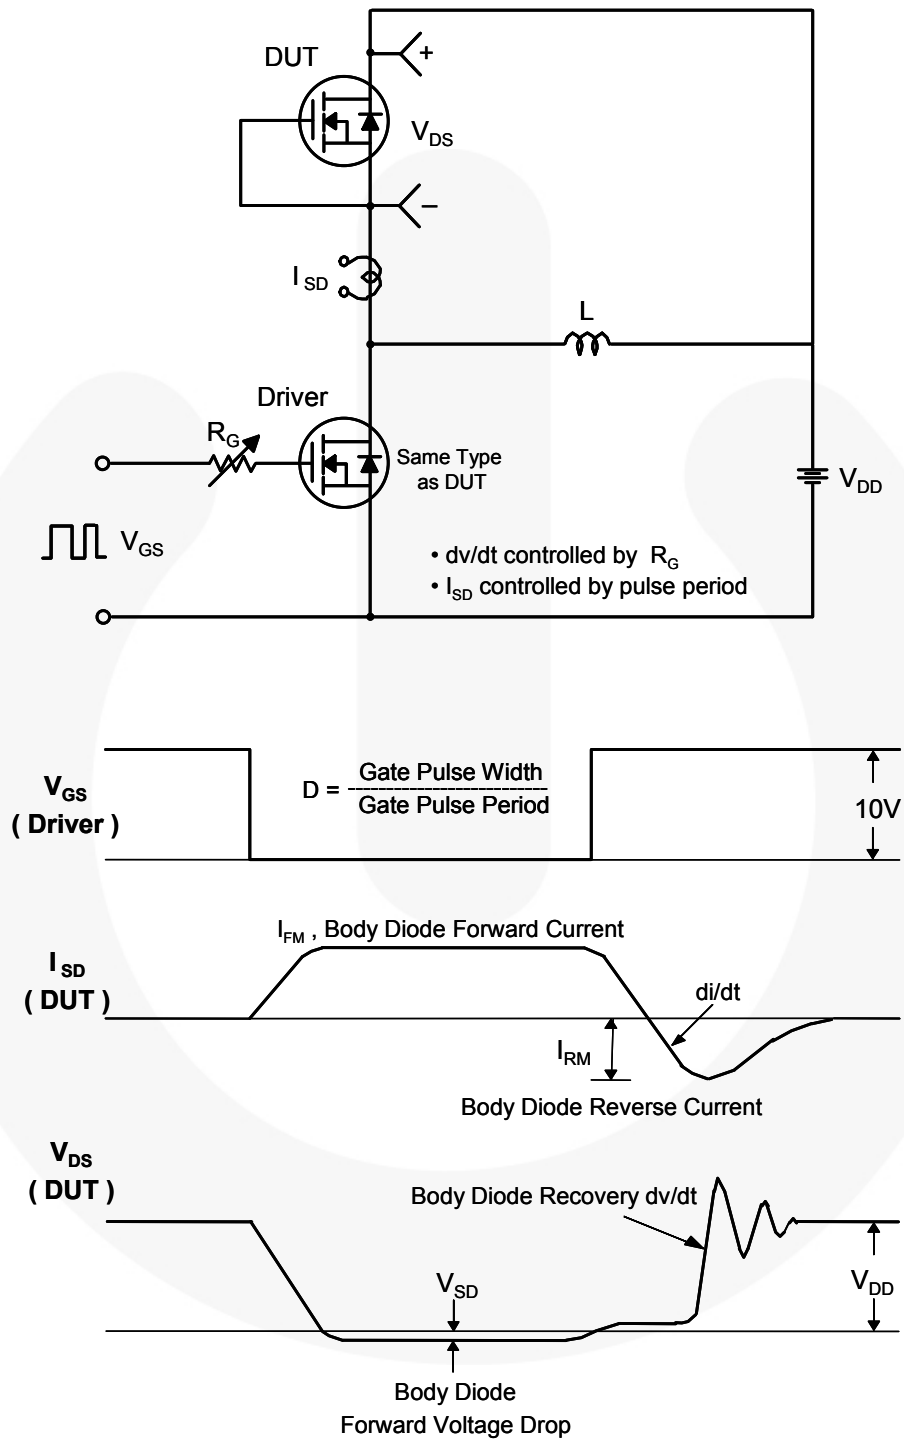 DUT
+
V_DS
–
I_SD
L
Driver
R_G
Same Type
as DUT
V_DD
V_GS
• dv/dt controlled by R_G
• I_SD controlled by pulse period
V_GS
( Driver )
D = Gate Pulse Width
Gate Pulse Period
10V
I_FM , Body Diode Forward Current
I_SD
( DUT )
di/dt
I_RM
Body Diode Reverse Current
V_DS
( DUT )
Body Diode Recovery dv/dt
V_SD
V_DD
Body Diode
Forward Voltage Drop